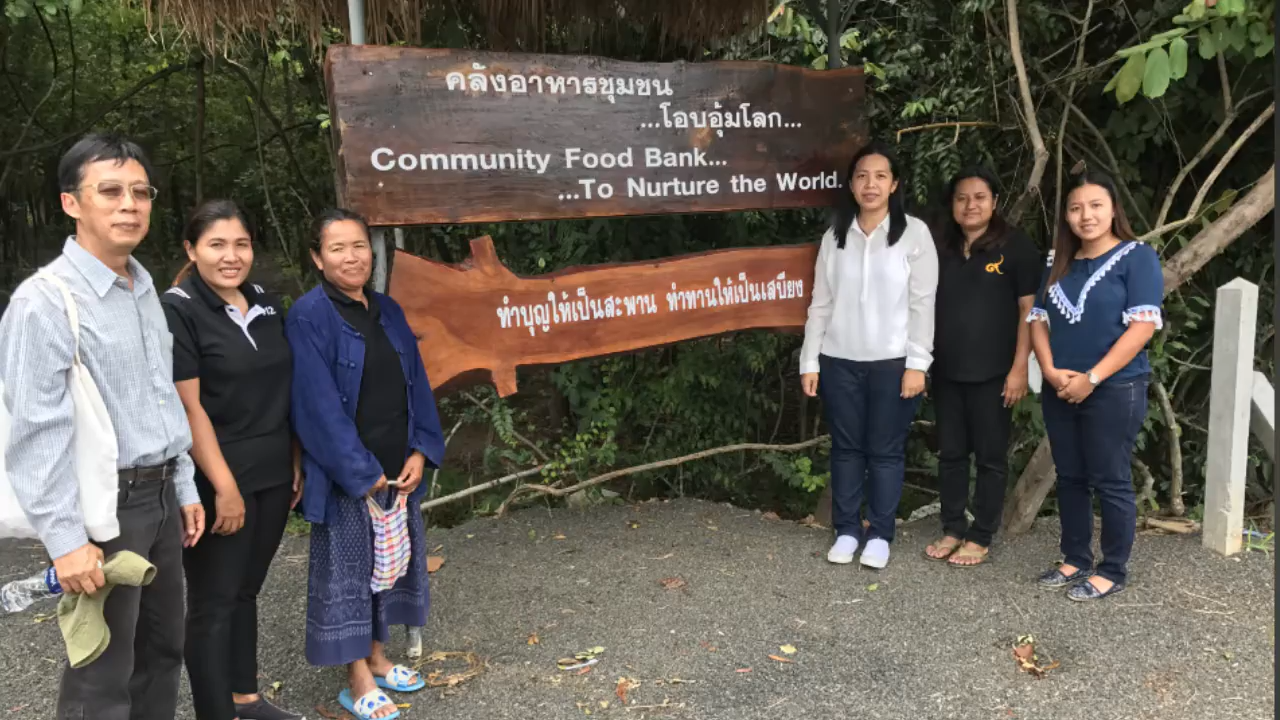 คลังอาหารชุมชน
...โอบอุ้มโลก...
Community Food Bank...
...To Nurture the World.
ทำบุญให้เป็นสะพาน ทำทานให้เป็นเสบียง